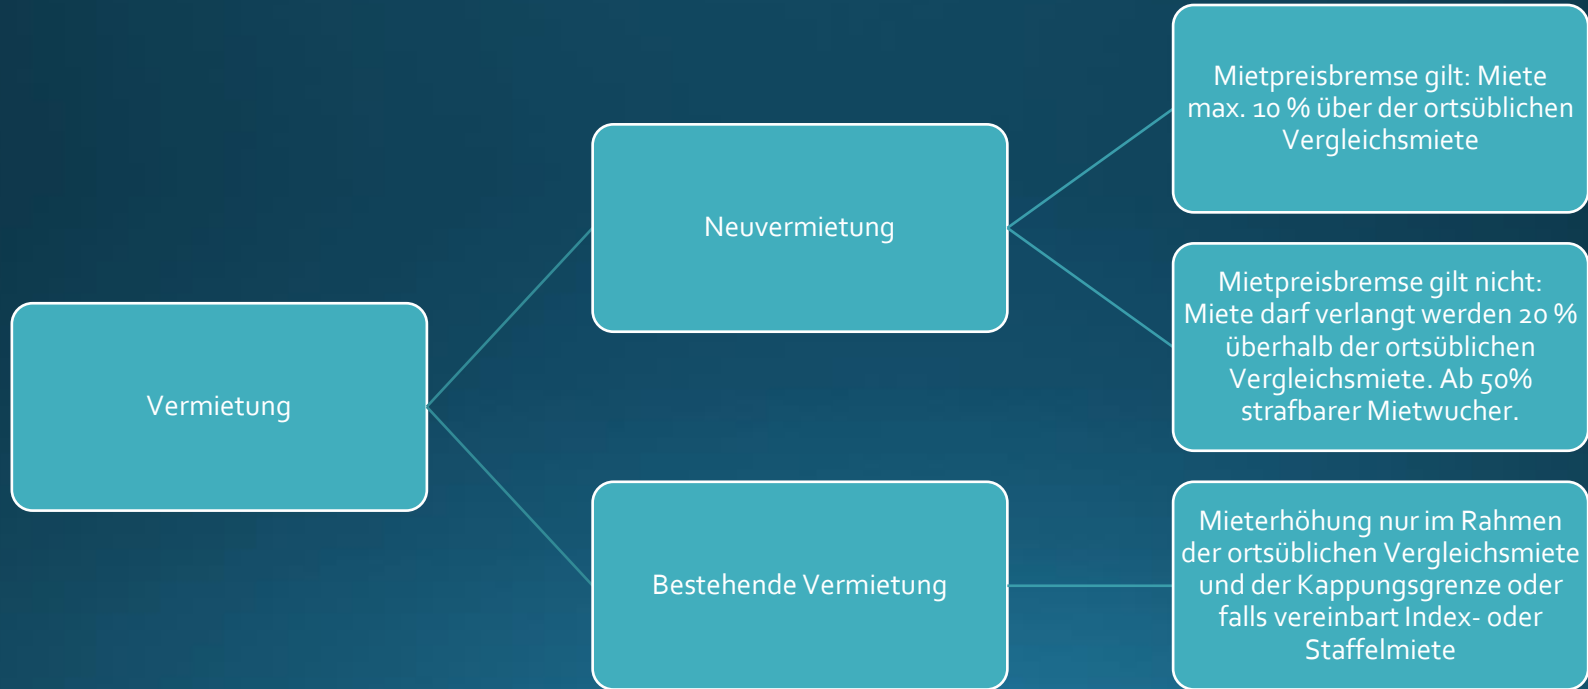 Vermietung
Neuvermietung
Mietpreisbremse gilt: Miete
max. 10 % über der ortsüblichen
Vergleichsmiete
Mietpreisbremse gilt nicht:
Miete darf verlangt werden 20 %
überhalb der ortsüblichen
Vergleichsmiete. Ab 50%
strafbarer Mietwucher.
Bestehende Vermietung
Mieterhöhung nur im Rahmen
der ortsüblichen Vergleichsmiete
und der Kappungsgrenze oder
falls vereinbart Index- oder
Staffelmiete